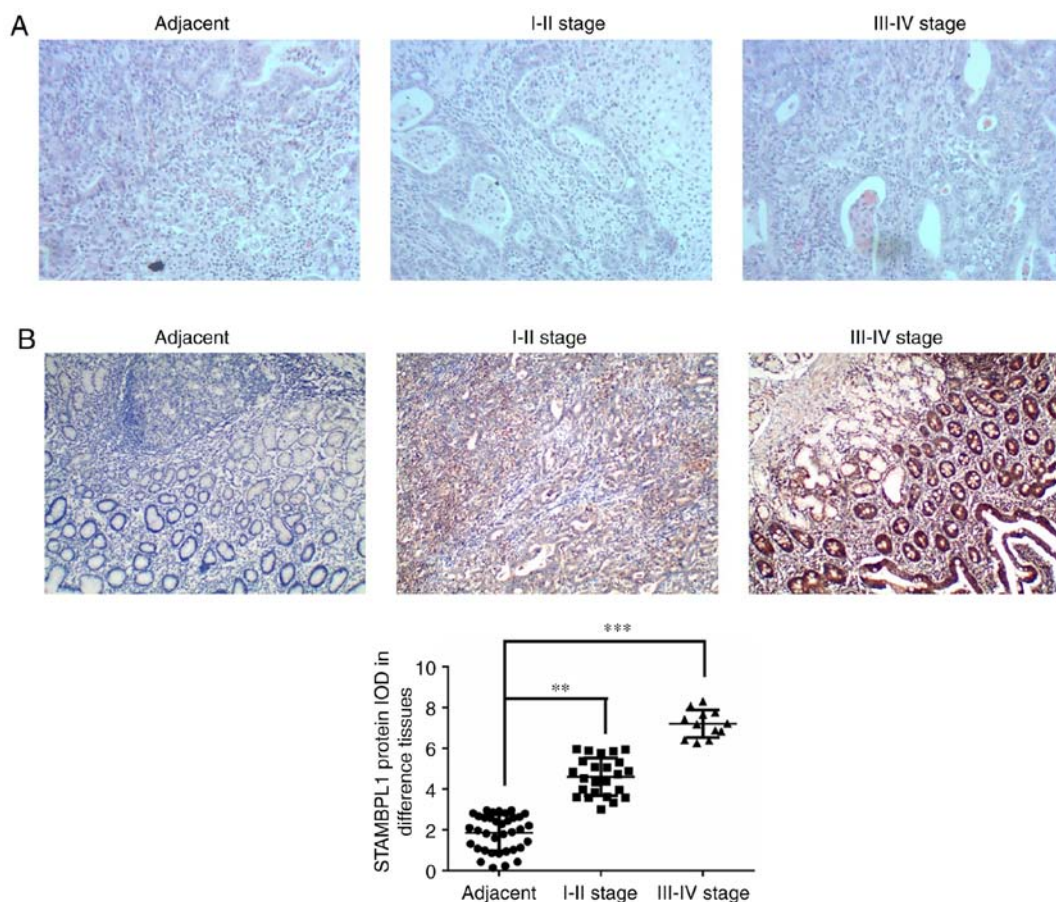 A
Adjacent
I-II stage
III-IV stage
B
Adjacent
I-II stage
III-IV stage
***
**
STAMBPL1 protein IOD in
difference tissues
10
8
6
4
2
0
Adjacent
I-II stage
III-IV stage